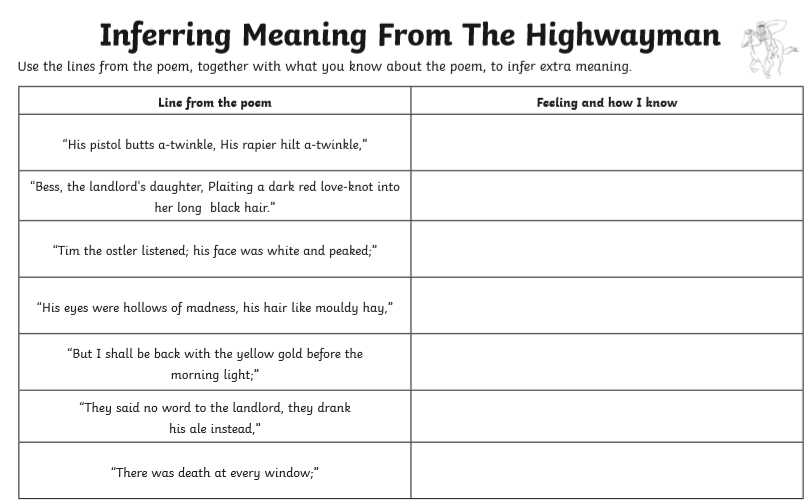 Inferring Meaning From The Highwayman
Use the lines from the poem, together with what you know about the poem, to infer extra meaning.
Line from the poem
Feeling and how I know
“His pistol butts a-twinkle, His rapier hilt a-twinkle,”
“Bess, the landlord's daughter, Plaiting a dark red love-knot into
her long  black hair.”
“Tim the ostler listened; his face was white and peaked;”
“His eyes were hollows of madness, his hair like mouldy hay,”
“But I shall be back with the yellow gold before the
morning light;”
“They said no word to the landlord, they drank
his ale instead,”
“There was death at every window;”